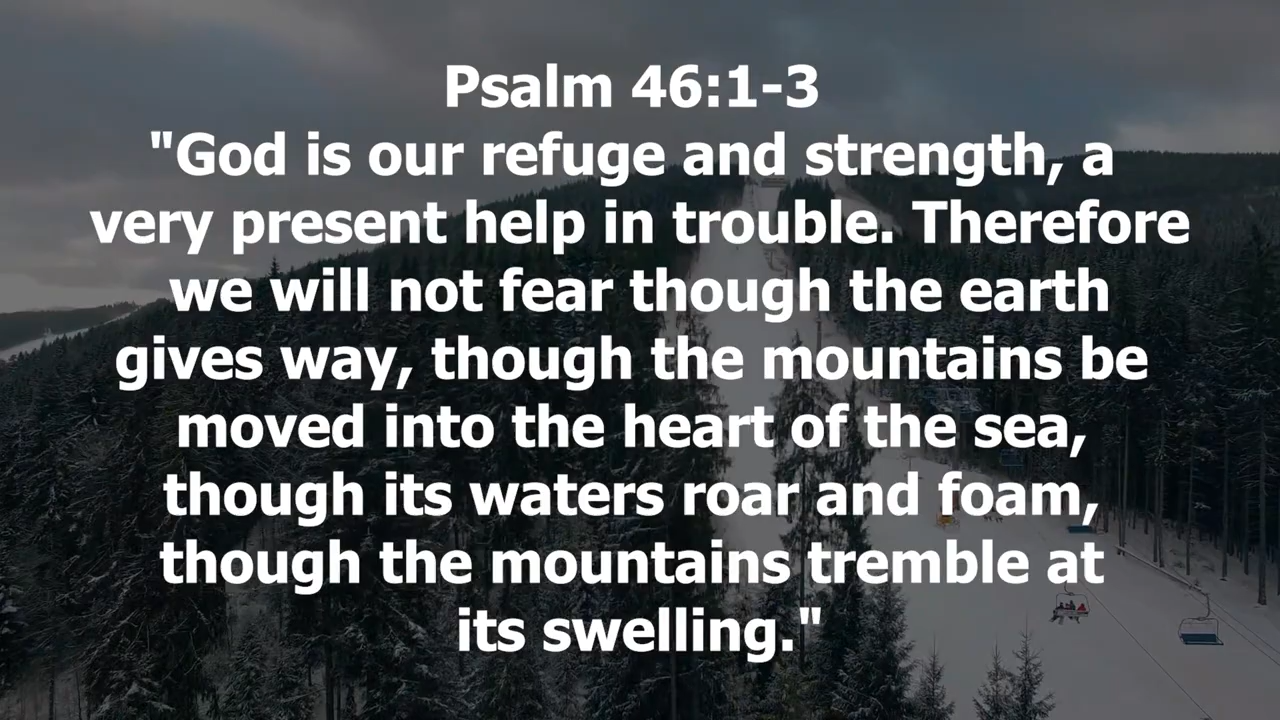 Psalm 46:1-3
"God is our refuge and strength, a
very present help in trouble. Therefore
we will not fear though the earth
gives way, though the mountains be
moved into the heart of the sea,
though its waters roar and foam,
though the mountains tremble at
its swelling."